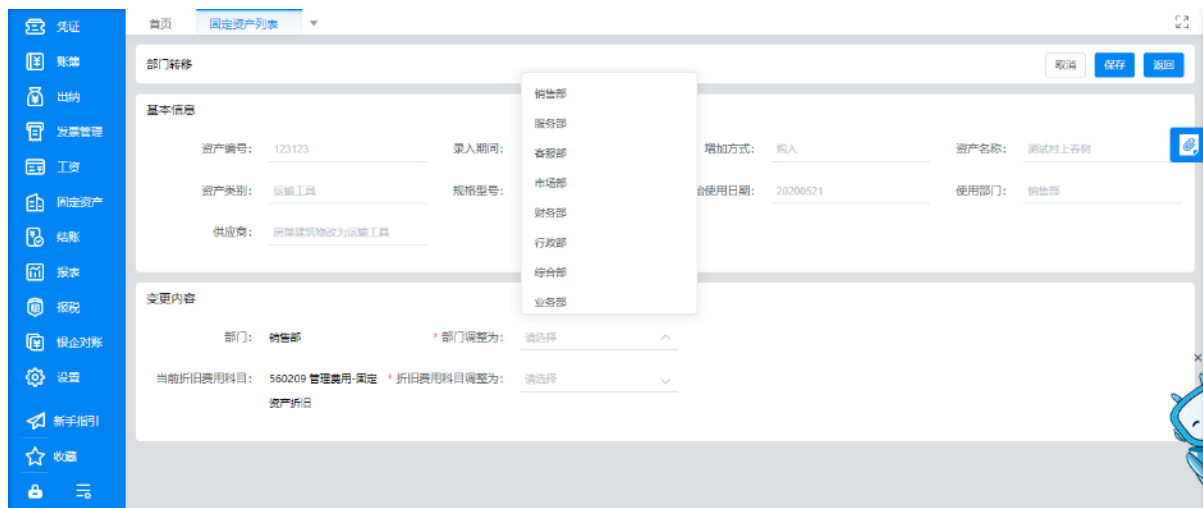 凭证
账簿
出纳
发票管理
工资
固定资产
结账
报表
报税
银企对账
设置
新手指引
收藏
首页 固定资产列表
部门转移 取消 保存 返回
基本信息
资产编号： 123123 录入期间： 增加方式： 购入 资产名称： 测试村上春树
资产类别： 运输工具 规格型号： 始使用日期： 20200521 使用部门： 销售部
供应商： 房屋建筑物改为运输工具
销售部
服务部
客服部
市场部
财务部
行政部
综合部
业务部
变更内容
部门： 销售部 * 部门调整为： 请选择
当前折旧费用科目： 560209 管理费用-固定 * 折旧费用科目调整为： 请选择
资产折旧